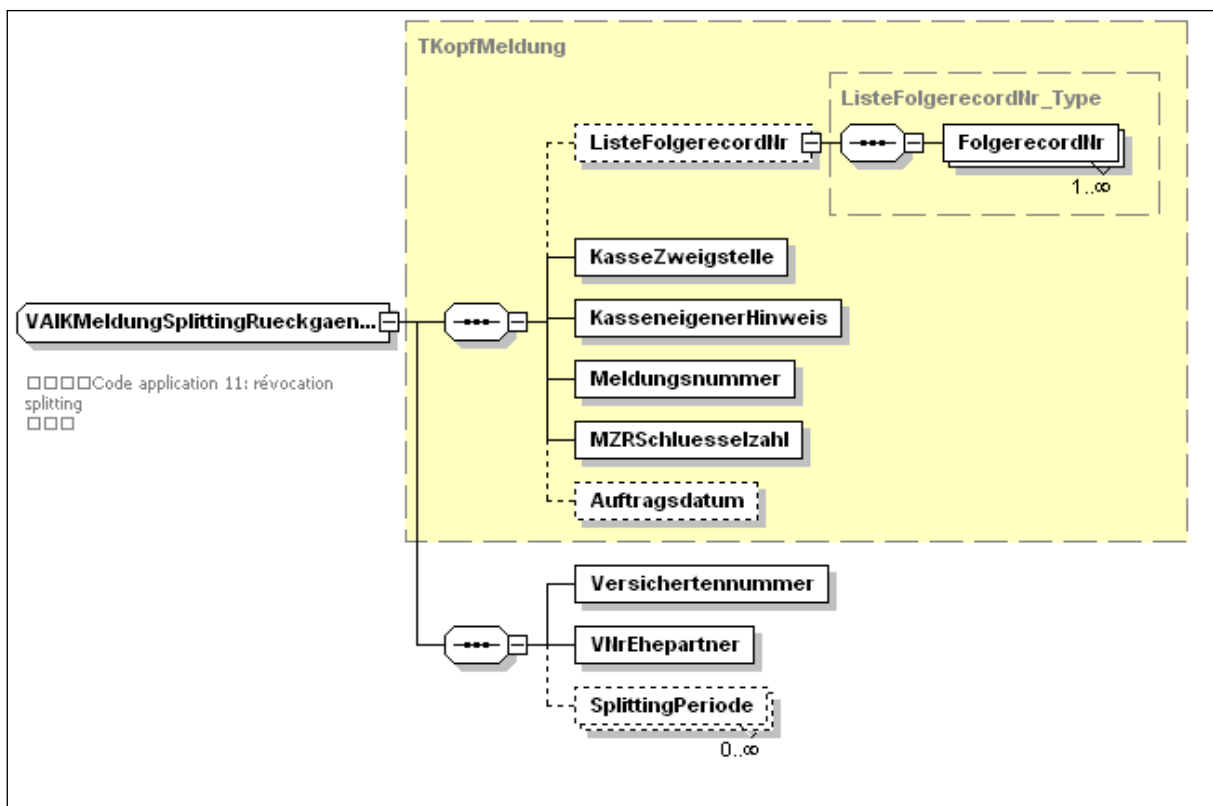 TKopfMeldung
ListeFolgerecordNr_Type
ListeFolgerecordNr
FolgerecordNr
1..∞
KasseZweigstelle
KasseneigenerHinweis
VAIKMeldungSplittingRueckgaen...
Meldungsnummer
□□□□Code application 11: révocation
splitting
□□□
MZRSchluesselzahl
Auftragsdatum
Versichertennummer
VNrEhepartner
SplittingPeriode
0..∞